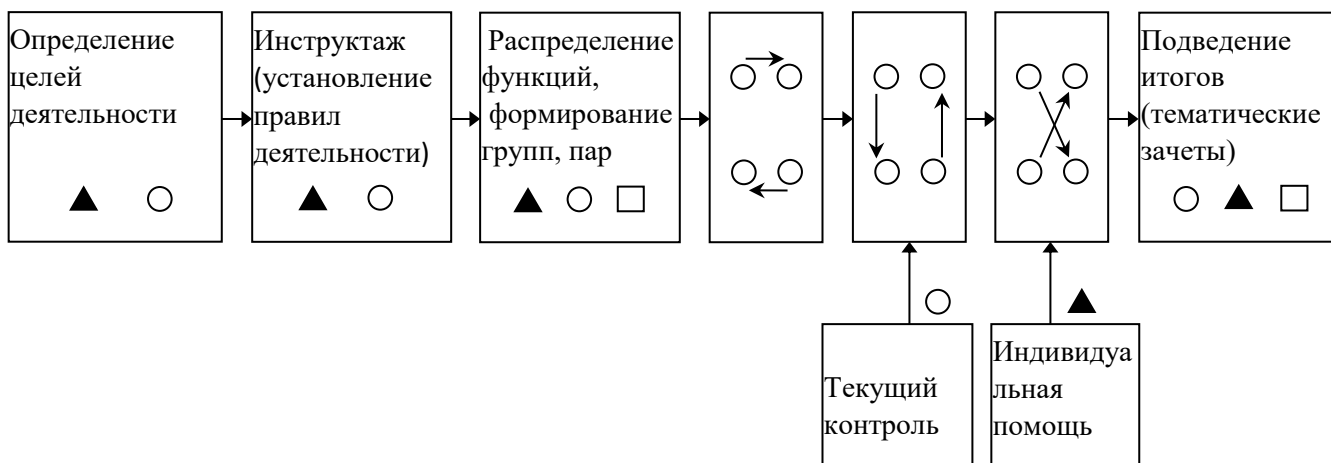 Определение
целей
деятельности
Инструктаж
(установление
правил
деятельности)
Распределение
функций,
формирование
групп, пар
Подведение
итогов
(тематические
зачеты)
Текущий
контроль
Индивидуа
льная
помощь